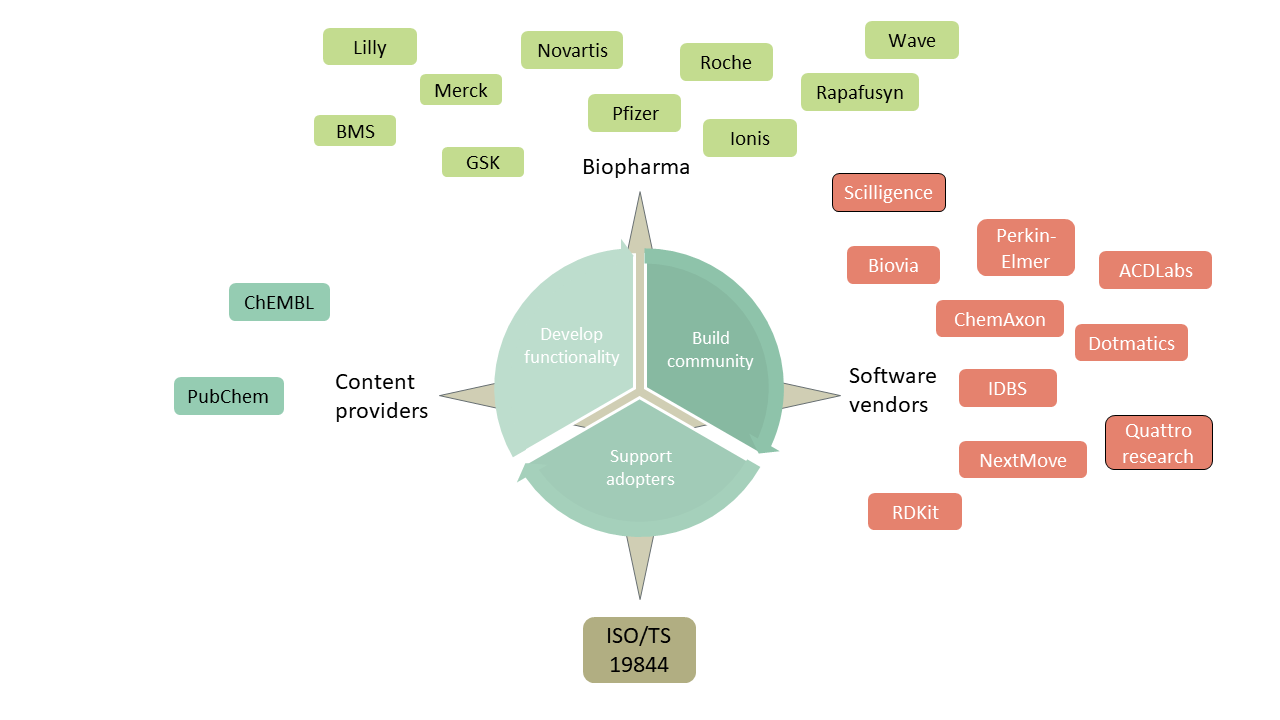 Lilly
Novartis
Roche
Wave
Merck
Pfizer
Rapafusyn
BMS
GSK
Ionis
Biopharma
Scilligence
Biovia
Perkin-
Elmer
ACDLabs
ChemAxon
Dotmatics
ChEMBL
PubChem
Content
providers
Develop
functionality
Build
community
Support
adopters
Software
vendors
IDBS
Quattro
research
NextMove
RDKit
ISO/TS
19844